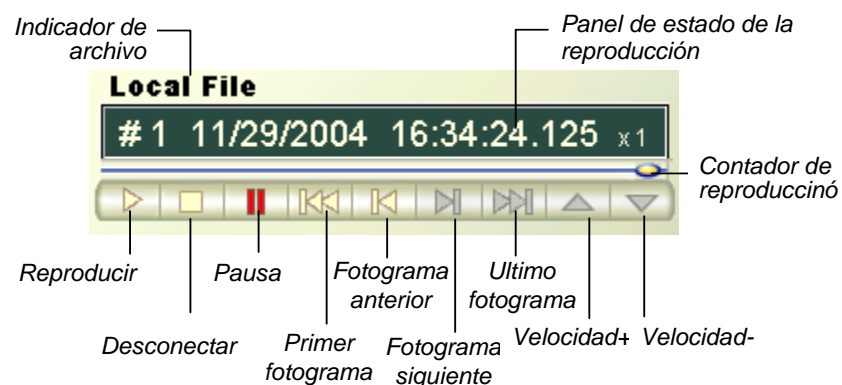 Indicador de
archivo
Panel de estado de la
reproducción
Local File
# 1 11/29/2004 16:34:24.125 x 1
Contador de
reproduccinó
Reproducir
Pausa
Fotograma
anterior
Ultimo
fotograma
Desconectar
Primer
fotograma
Fotograma
siguiente
Velocidad+
Velocidad-